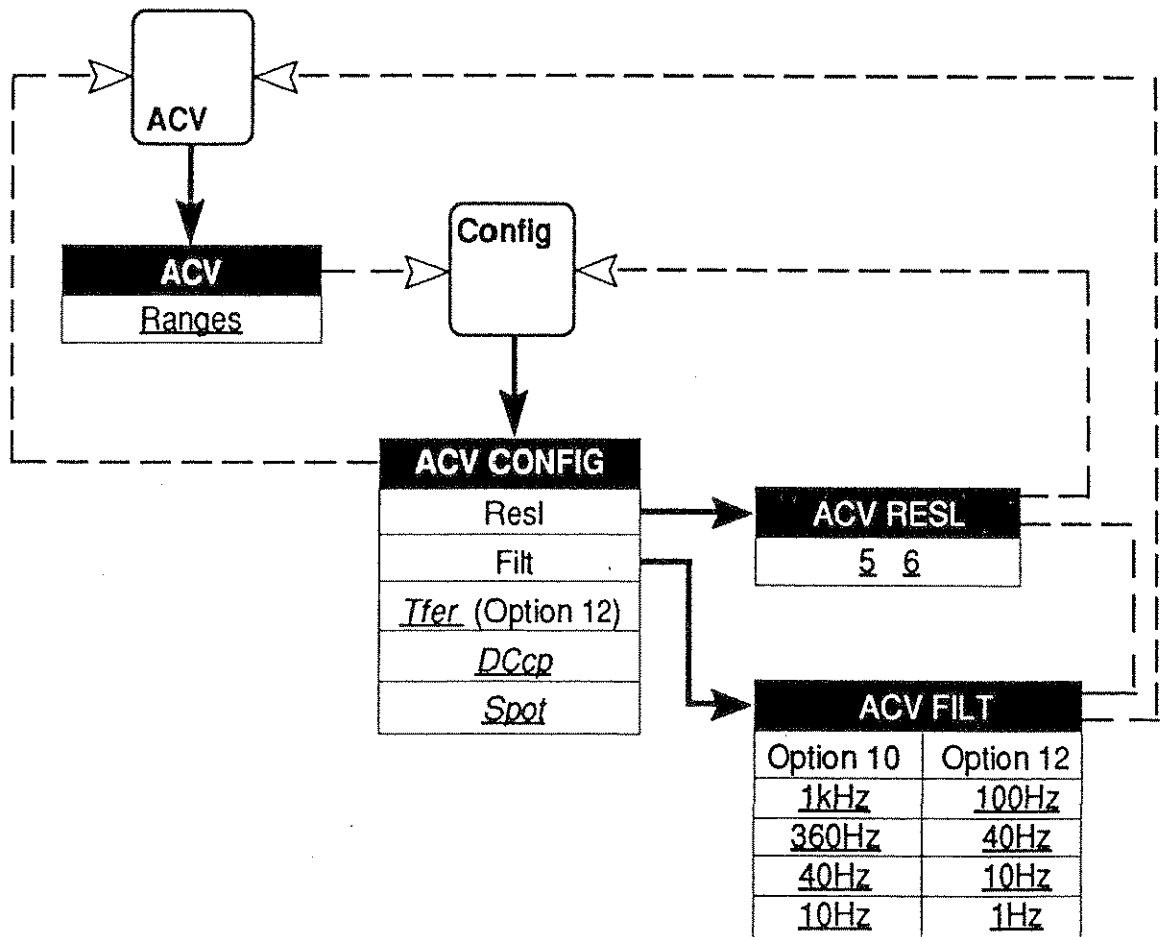 ACV
ACV
Ranges
Config
ACV CONFIG
Resl
Filt
Tfer (Option 12)
DCcp
Spot
ACV RESL
5 6
ACV FILT
Option 10 Option 12
1kHz 100Hz
360Hz 40Hz
40Hz 10Hz
10Hz 1Hz